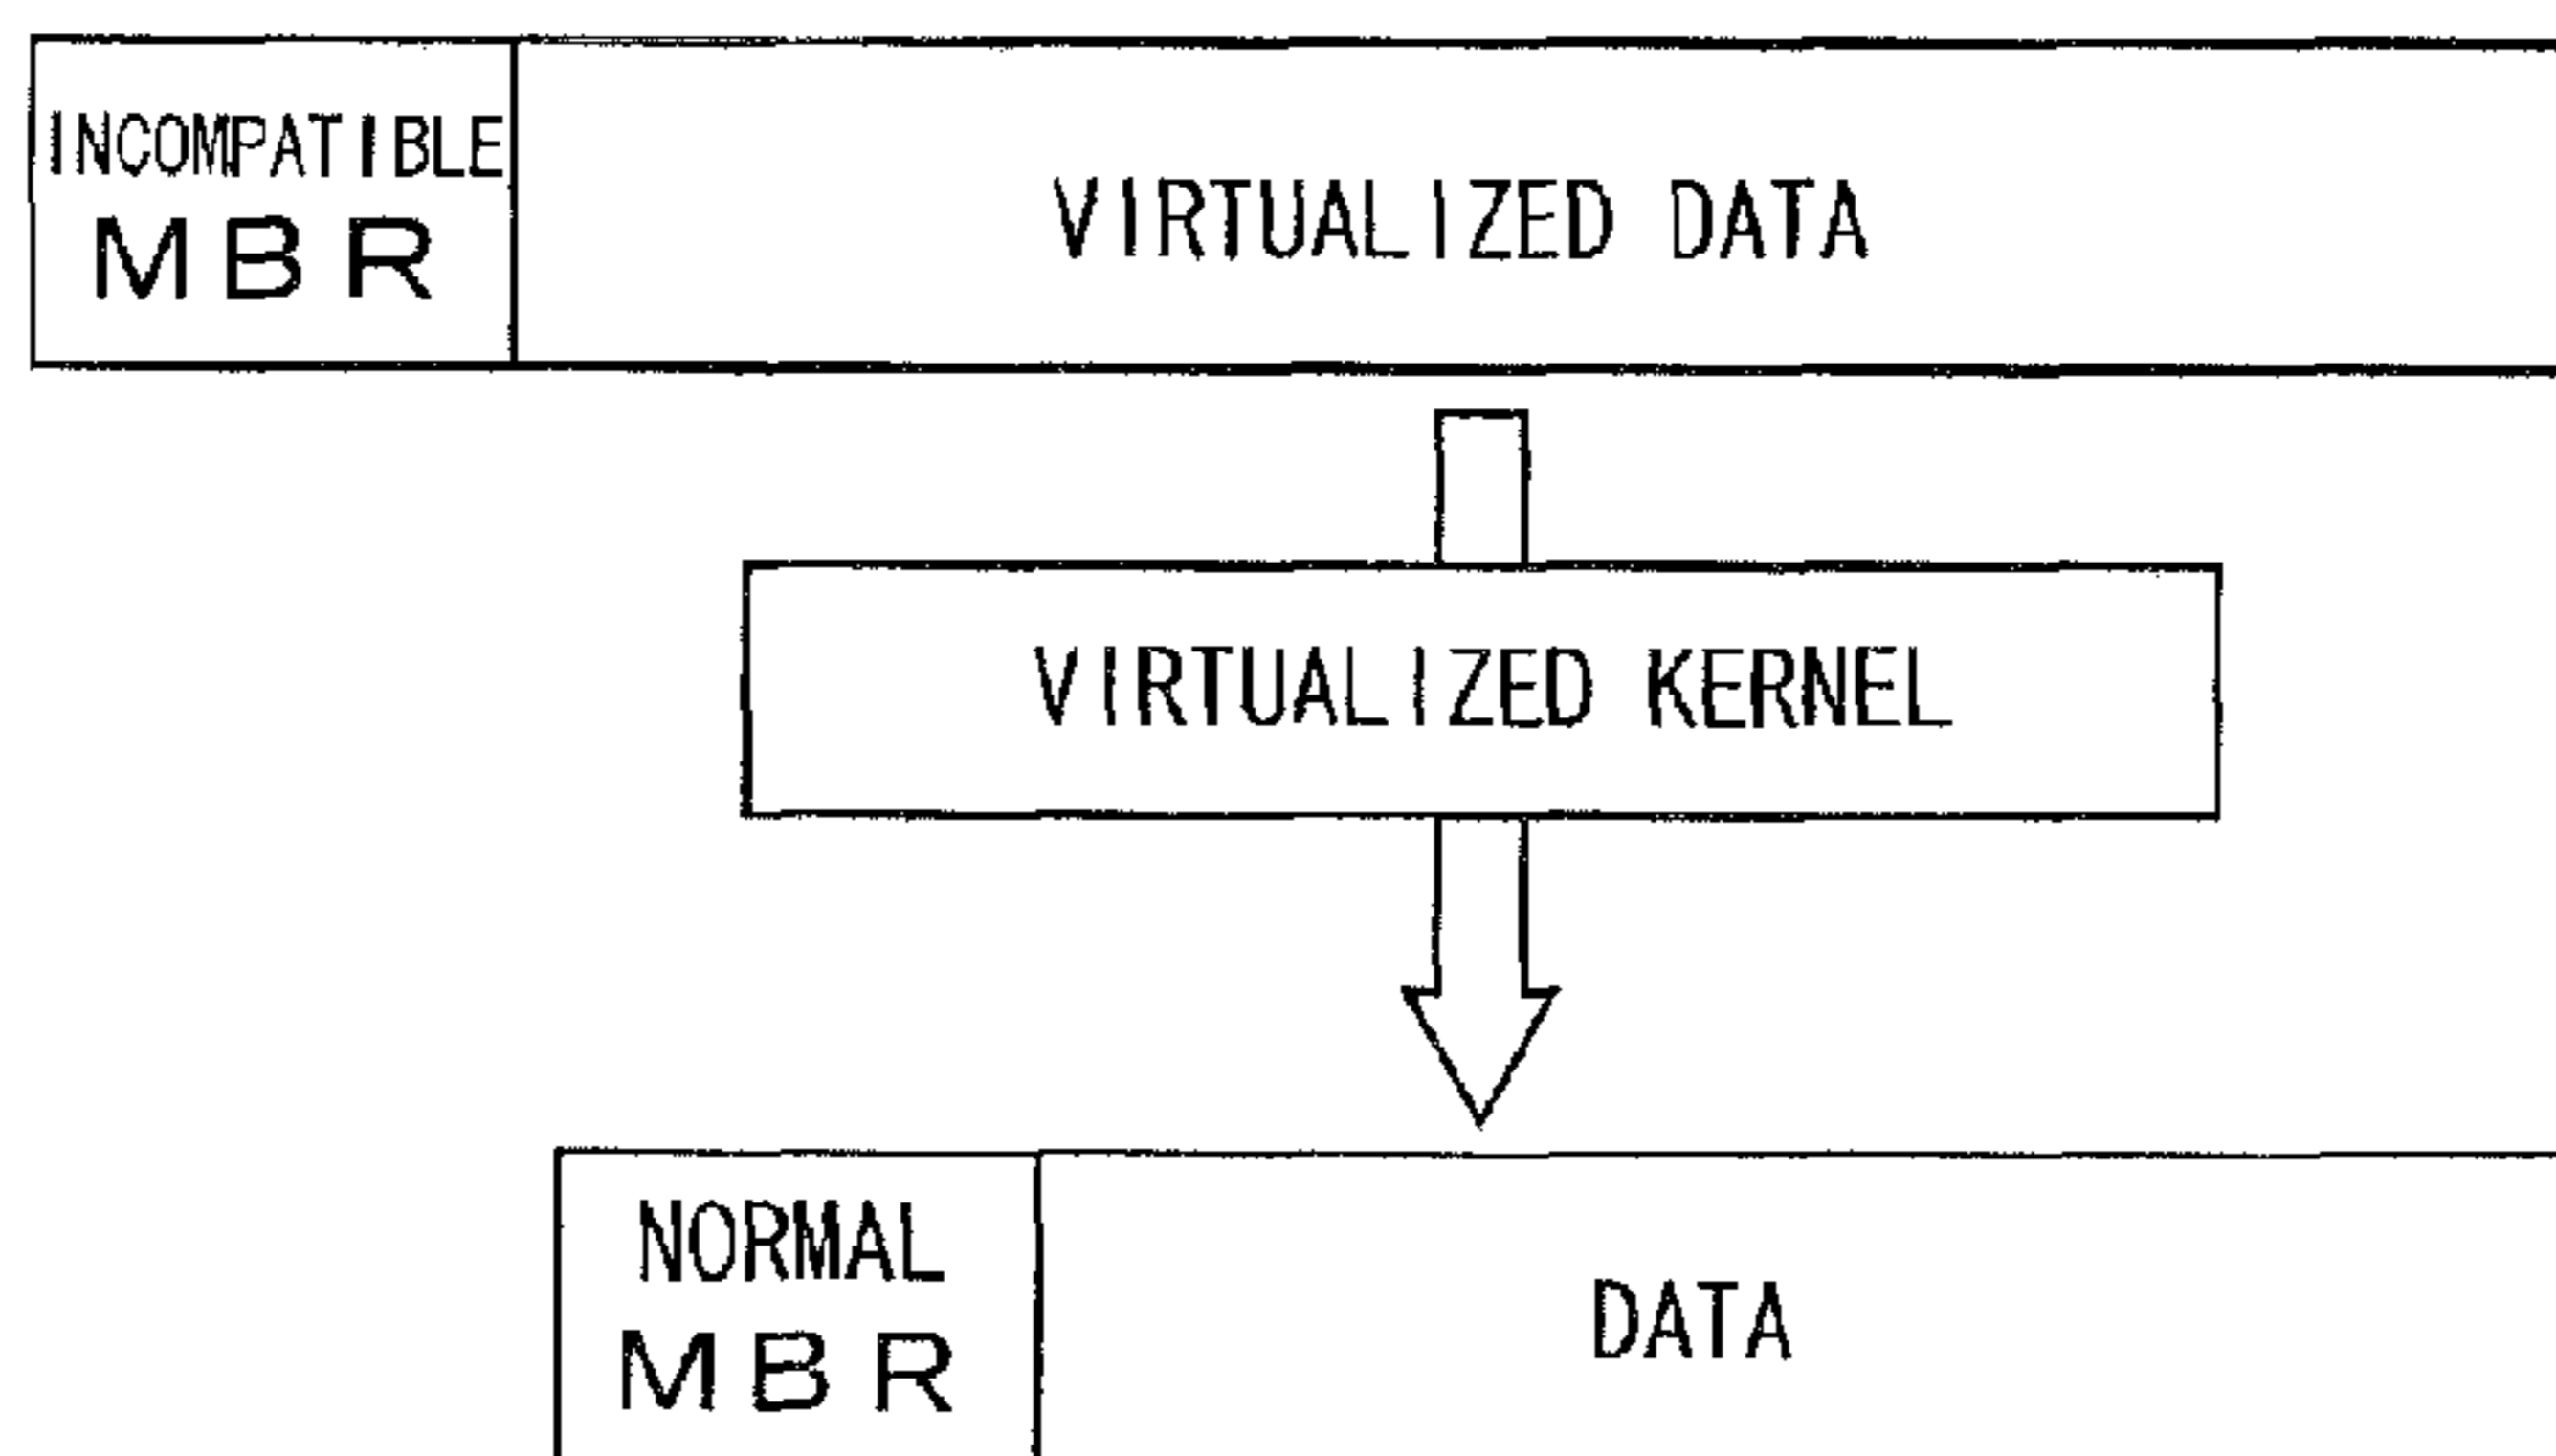 INCOMPATIBLE
MBR
VIRTUALIZED DATA
VIRTUALIZED KERNEL
NORMAL
MBR
DATA